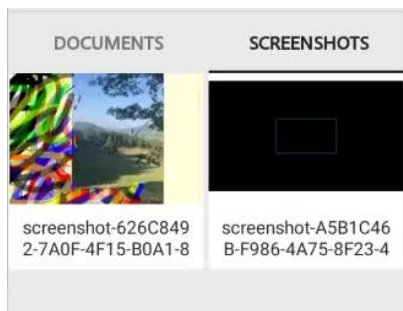 DOCUMENTS
SCREENSHOTS
screenshot-626C849
2-7A0F-4F15-B0A1-8
screenshot-A5B1C46
B-F986-4A75-8F23-4